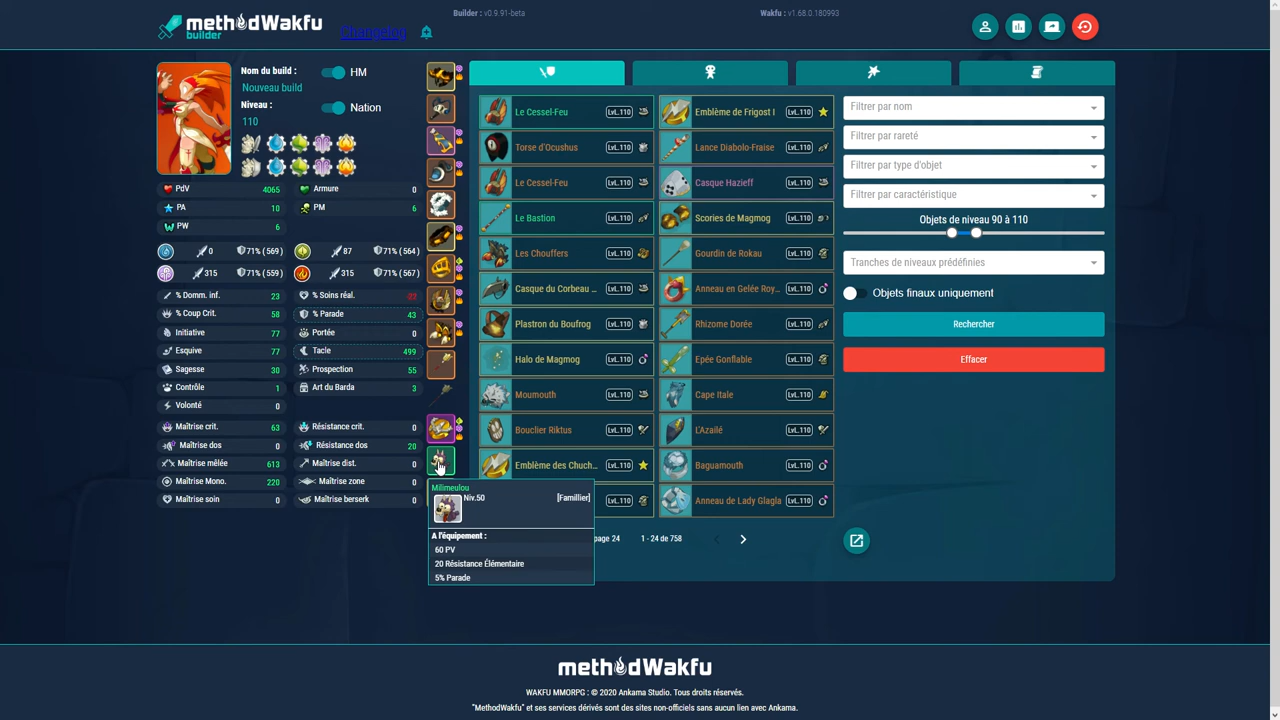 methodWakfu
builder
Changelog
Builder : v0.9.91-beta
Wakfu : v1.68.0.180993
Nom du build :
HM
Nouveau build
Niveau :
Nation
110
PdV 4065
Armure 0
PA 10
PM 6
PW 6
0 71% (569)
87 71% (564)
315 71% (559)
315 71% (567)
% Domm. inf. 23
% Soins réal. -22
% Coup Crit. 58
% Parade 43
Initiative 77
Portée 0
Esquive 77
Tacle 499
Sagesse 30
Prospection 55
Contrôle 1
Art du Barda 3
Volonté 0
Maîtrise crit. 63
Résistance crit. 0
Maîtrise dos 0
Résistance dos 20
Maîtrise mêlée 613
Maîtrise dist. 0
Maîtrise Mono. 220
Maîtrise zone 0
Maîtrise soin 0
Maîtrise berserk 0
Le Cessel-Feu LvL.110
Emblème de Frigost I LvL.110
Torse d'Ocushus LvL.110
Lance Diabolo-Fraise LvL.110
Le Cessel-Feu LvL.110
Casque Hazieff LvL.110
Le Bastion LvL.110
Scories de Magmog LvL.110
Les Chouffers LvL.110
Gourdin de Rokau LvL.110
Casque du Corbeau ... LvL.110
Anneau en Gelée Roy... LvL.110
Plastron du Boufrog LvL.110
Rhizome Dorée LvL.110
Halo de Magmog LvL.110
Epée Gonflable LvL.110
Moumouth LvL.110
Cape Itale LvL.110
Bouclier Riktus LvL.110
L'Azailé LvL.110
Emblème des Chuch... LvL.110
Baguamouth LvL.110
LvL.110
Anneau de Lady Glagla LvL.110
page 24
1 - 24 de 758
Milimeulou
Niv.50 [Famillier]
A l'équipement :
60 PV
20 Résistance Élémentaire
5% Parade
Filtrer par nom
Filtrer par rareté
Filtrer par type d'objet
Filtrer par caractéristique
Objets de niveau 90 à 110
Tranches de niveaux prédéfinies
Objets finaux uniquement
Rechercher
Effacer
methodWakfu
WAKFU MMORPG : © 2020 Ankama Studio. Tous droits réservés.
"MethodWakfu" et ses services dérivés sont des sites non-officiels sans aucun lien avec Ankama.